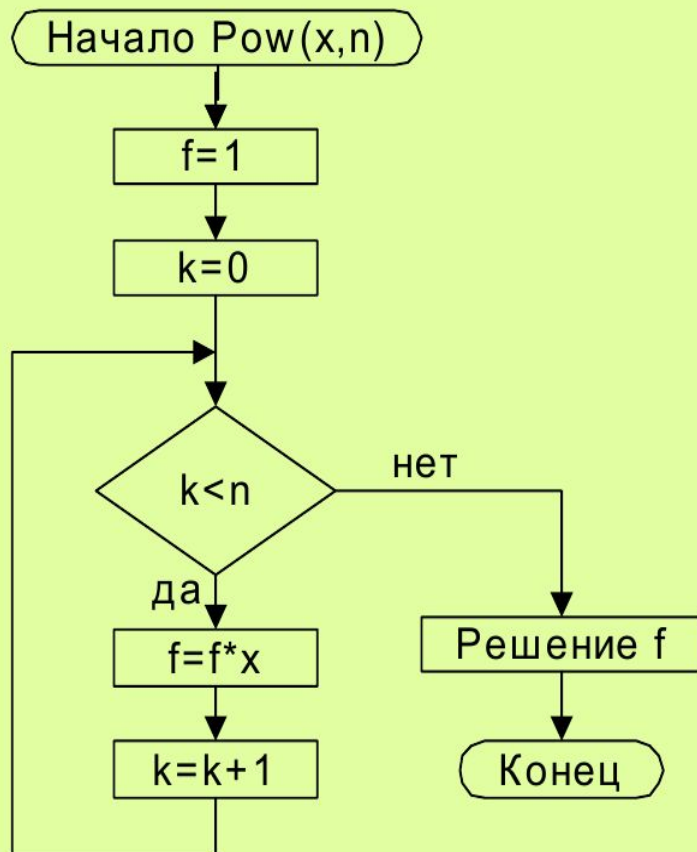 Начало Pow(x,n)
f=1
k=0
k<n
нет
да
f=f*x
k=k+1
Решение f
Конец